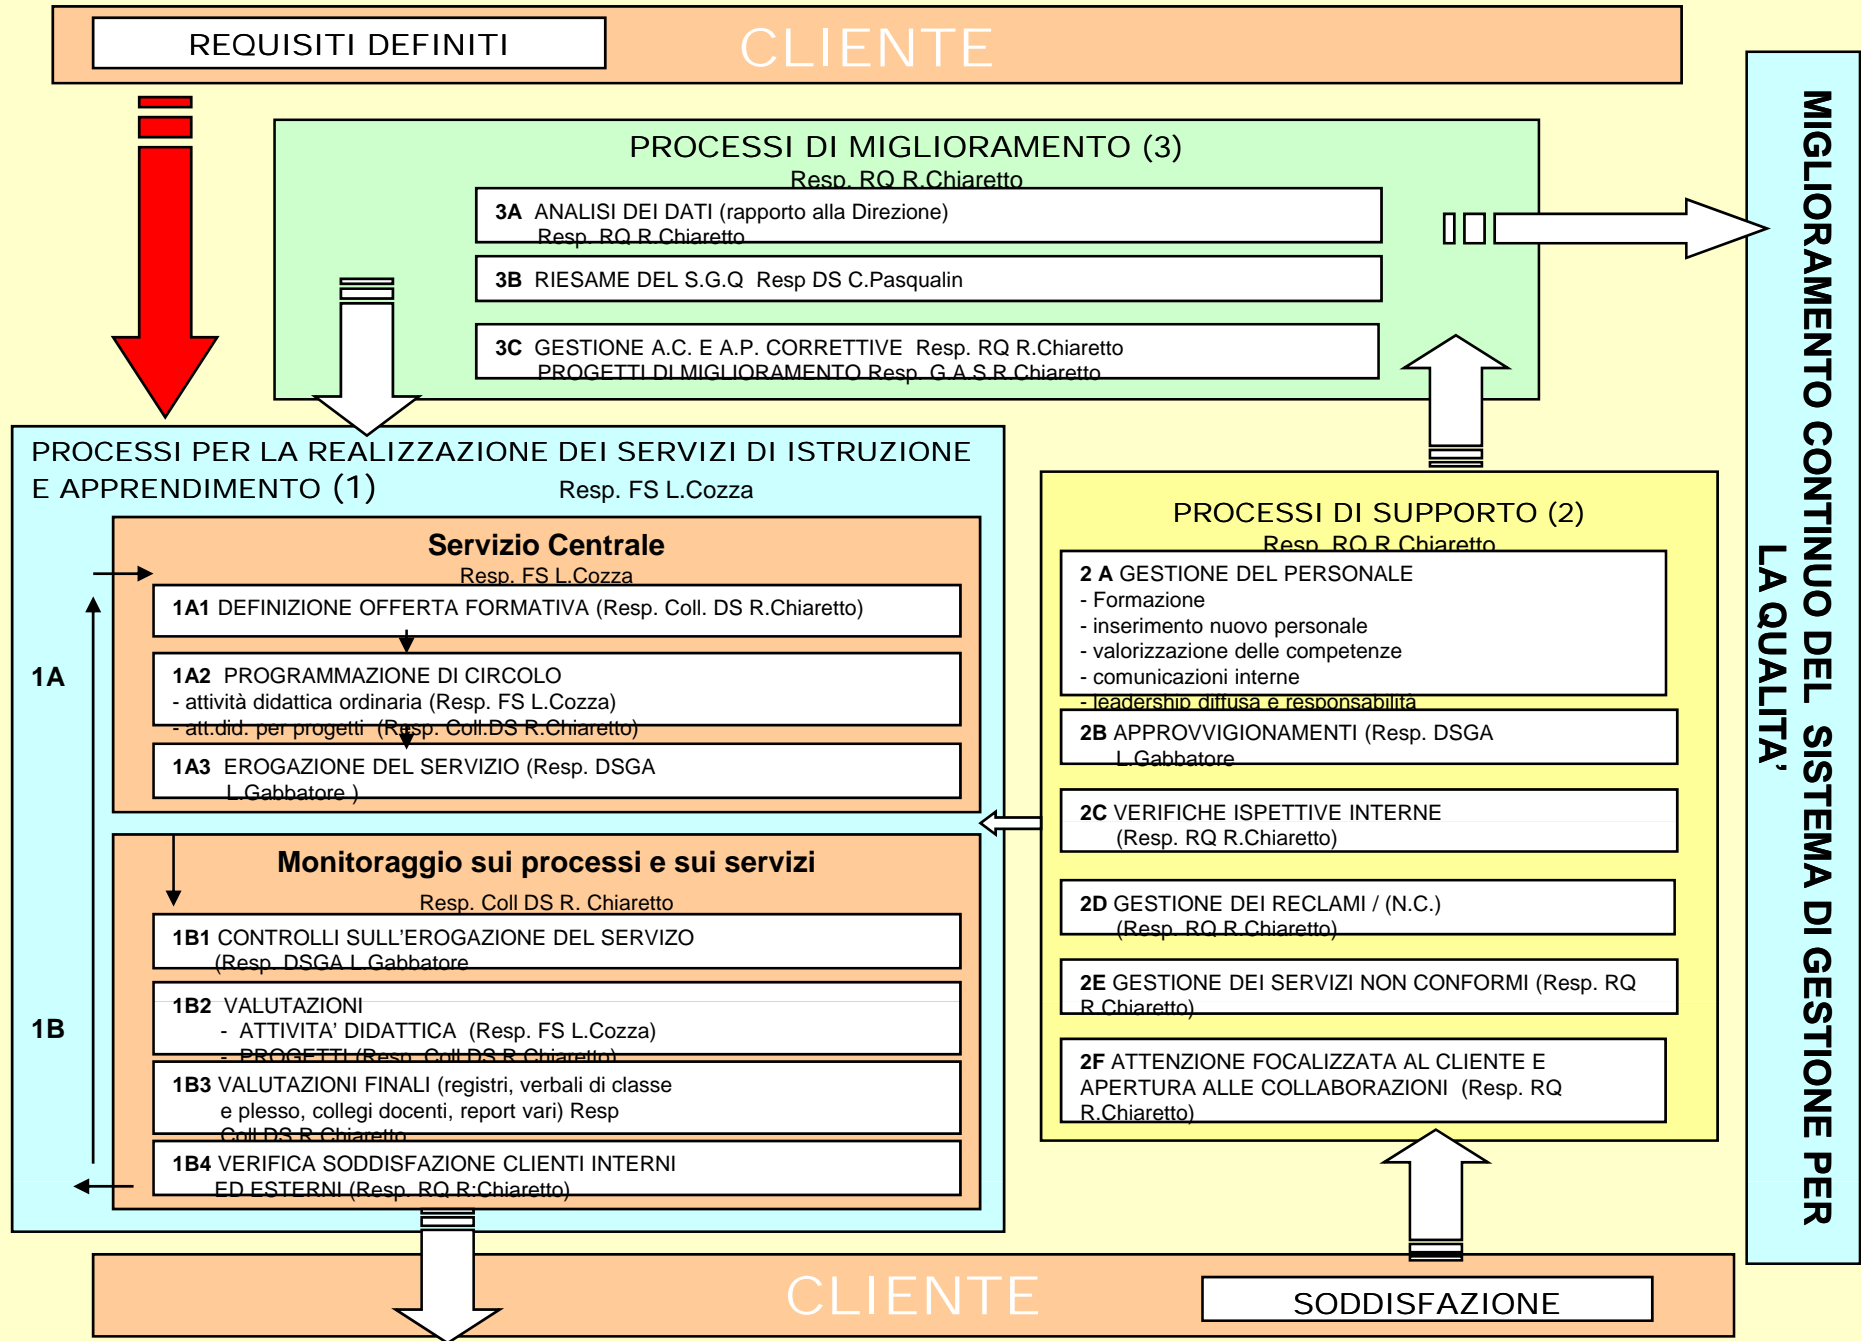 REQUISITI DEFINITI
CLIENTE
PROCESSI DI MIGLIORAMENTO (3)
Resp. RQ R.Chiaretto
3A ANALISI DEI DATI (rapporto alla Direzione)
Resp. RQ R.Chiaretto
3B RIESAME DEL S.G.Q Resp DS C.Pasqualin
3C GESTIONE A.C. E A.P. CORRETTIVE Resp. RQ R.Chiaretto
PROGETTI DI MIGLIORAMENTO Resp. G.A.S.R.Chiaretto
MIGLIORAMENTO CONTINUO DEL SISTEMA DI GESTIONE PER
LA QUALITA'
PROCESSI PER LA REALIZZAZIONE DEI SERVIZI DI ISTRUZIONE
E APPRENDIMENTO (1) Resp. FS L.Cozza
Servizio Centrale
Resp. FS L.Cozza
1A
1A1 DEFINIZIONE OFFERTA FORMATIVA (Resp. Coll. DS R.Chiaretto)
1A2 PROGRAMMAZIONE DI CIRCOLO
- attività didattica ordinaria (Resp. FS L.Cozza)
- att.did. per progetti (Resp. Coll.DS R.Chiaretto)
1A3 EROGAZIONE DEL SERVIZIO (Resp. DSGA
L.Gabbatore )
Monitoraggio sui processi e sui servizi
Resp. Coll DS R. Chiaretto
1B
1B1 CONTROLLI SULL'EROGAZIONE DEL SERVIZO
(Resp. DSGA L.Gabbatore
1B2 VALUTAZIONI
- ATTIVITA' DIDATTICA (Resp. FS L.Cozza)
- PROGETTI (Resp. Coll.DS R.Chiaretto)
1B3 VALUTAZIONI FINALI (registri, verbali di classe
e plesso, collegi docenti, report vari) Resp
Coll.DS R.Chiaretto
1B4 VERIFICA SODDISFAZIONE CLIENTI INTERNI
ED ESTERNI (Resp. RQ R:Chiaretto)
PROCESSI DI SUPPORTO (2)
Resp. RQ R.Chiaretto
2 A GESTIONE DEL PERSONALE
- Formazione
- inserimento nuovo personale
- valorizzazione delle competenze
- comunicazioni interne
- leadership diffusa e responsabilità
2B APPROVVIGIONAMENTI (Resp. DSGA
L.Gabbatore
2C VERIFICHE ISPETTIVE INTERNE
(Resp. RQ R.Chiaretto)
2D GESTIONE DEI RECLAMI / (N.C.)
(Resp. RQ R.Chiaretto)
2E GESTIONE DEI SERVIZI NON CONFORMI (Resp. RQ
R.Chiaretto)
2F ATTENZIONE FOCALIZZATA AL CLIENTE E
APERTURA ALLE COLLABORAZIONI (Resp. RQ
R.Chiaretto)
CLIENTE
SODDISFAZIONE